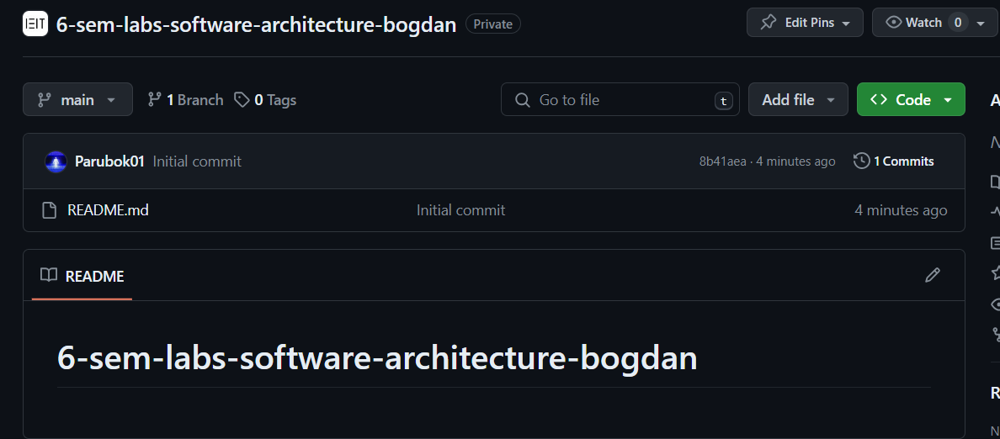 IEIT 6-sem-labs-software-architecture-bogdan Private Edit Pins Watch 0
main 1 Branch 0 Tags Go to file t Add file Code
Parubok01 Initial commit 8b41aea · 4 minutes ago 1 Commits
README.md Initial commit 4 minutes ago
README
6-sem-labs-software-architecture-bogdan